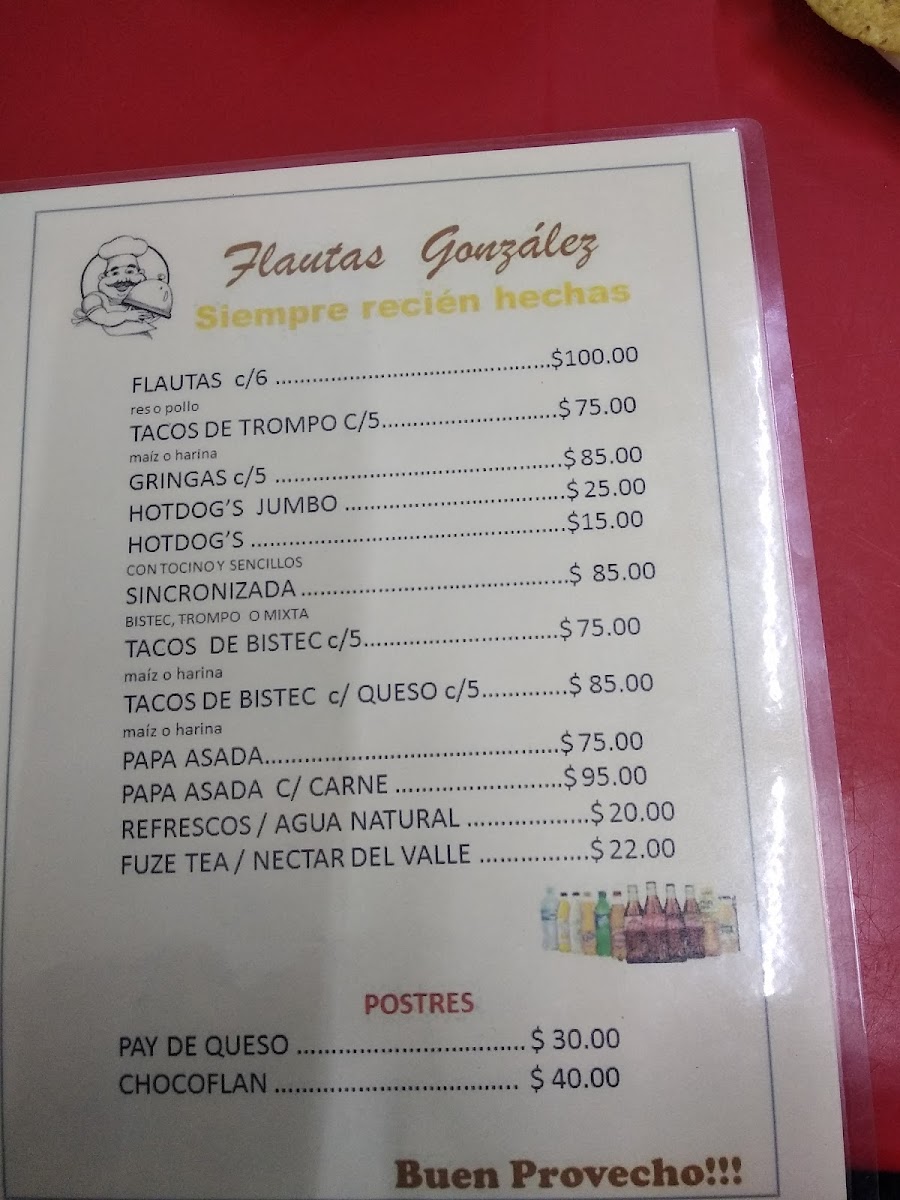 Flautas González
Siempre recién hechas
FLAUTAS c/6 ........................................$100.00
res o pollo
TACOS DE TROMPO C/5..........................$ 75.00
maíz o harina
GRINGAS c/5 ..........................................$ 85.00
HOTDOG'S JUMBO ................................$ 25.00
HOTDOG'S ..............................................$15.00
CON TOCINO Y SENCILLOS
SINCRONIZADA.......................................$ 85.00
BISTEC, TROMPO O MIXTA
TACOS DE BISTEC c/5............................$ 75.00
maíz o harina
TACOS DE BISTEC c/ QUESO c/5.............$ 85.00
maíz o harina
PAPA ASADA...........................................$ 75.00
PAPA ASADA C/ CARNE ........................$ 95.00
REFRESCOS / AGUA NATURAL ..................$ 20.00
FUZE TEA / NECTAR DEL VALLE ................$ 22.00
POSTRES
PAY DE QUESO ................................. $ 30.00
CHOCOFLAN .................................... $ 40.00
Buen Provecho!!!